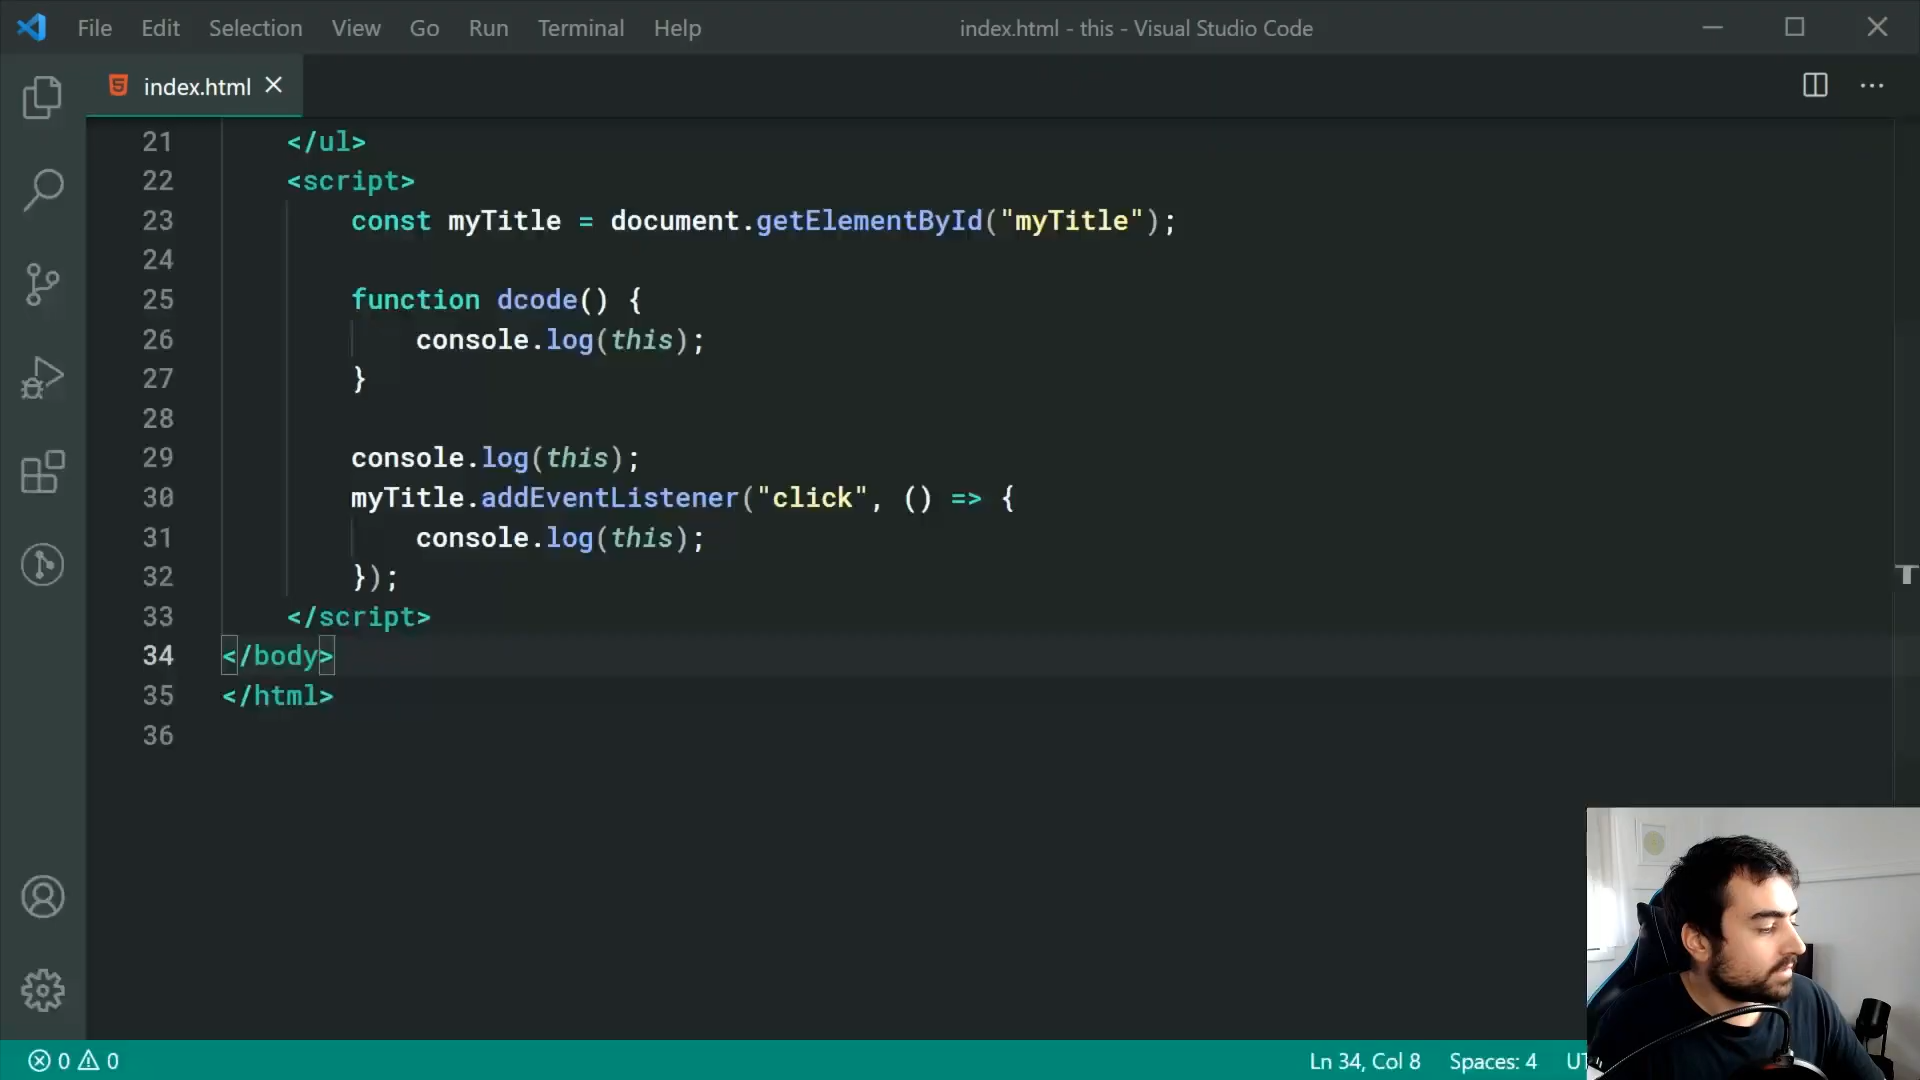 File Edit Selection View Go Run Terminal Help
index.html - this - Visual Studio Code
index.html
21 </ul>
22 <script>
23 const myTitle = document.getElementById("myTitle");
24
25 function dcode() {
26 console.log(this);
27 }
28
29 console.log(this);
30 myTitle.addEventListener("click", () => {
31 console.log(this);
32 });
33 </script>
34 </body>
35 </html>
36
0 0
Ln 34, Col 8 Spaces: 4